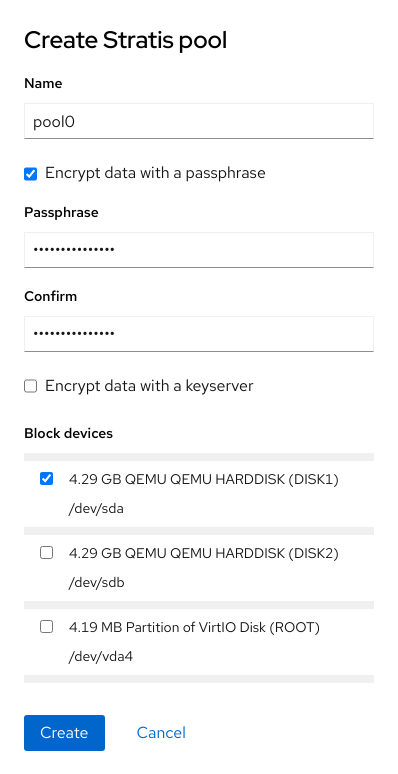 Create Stratis pool
Name
pool0
Encrypt data with a passphrase
Passphrase
•••••••••••••••
Confirm
•••••••••••••••
Encrypt data with a keyserver
Block devices
4.29 GB QEMU QEMU HARDDISK (DISK1)
/dev/sda
4.29 GB QEMU QEMU HARDDISK (DISK2)
/dev/sdb
4.19 MB Partition of VirtIO Disk (ROOT)
/dev/vda4
Create Cancel